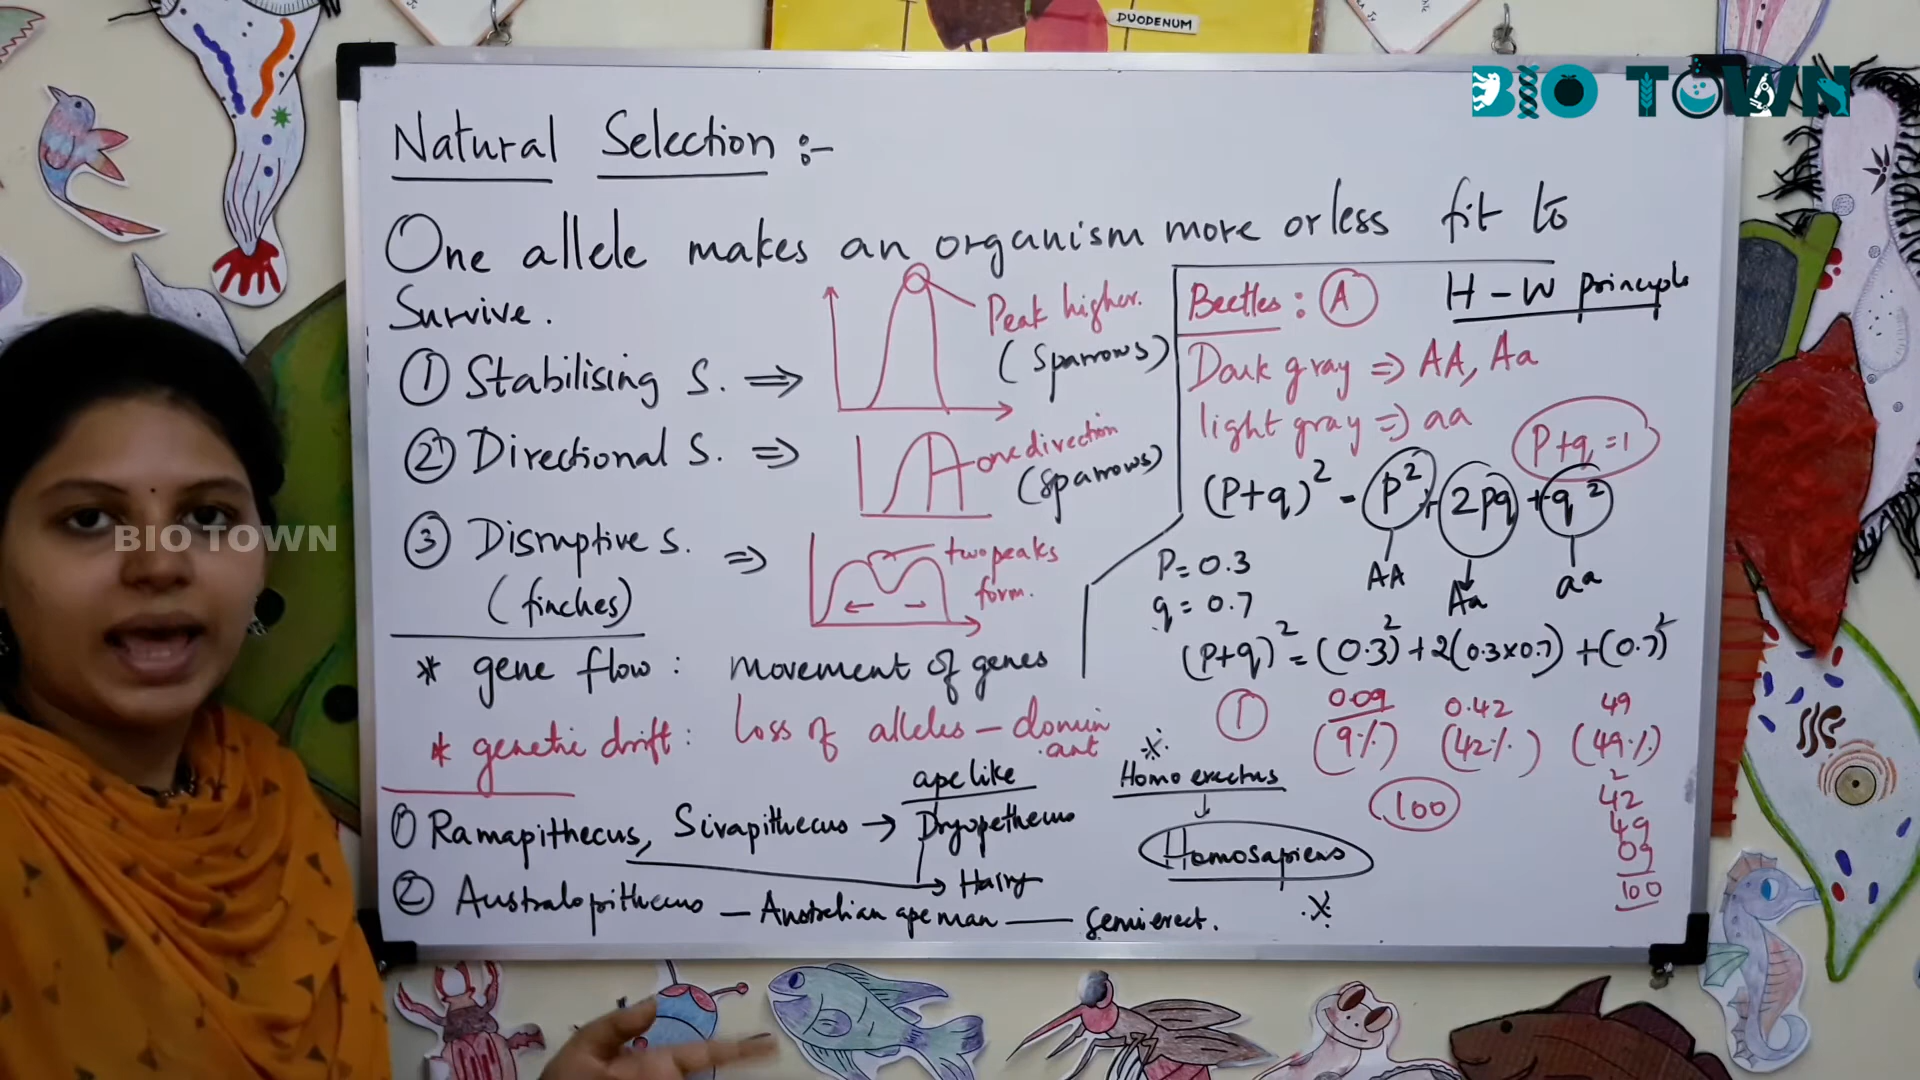 DUODENUM
BIO TOWN
Natural Selection :-
One allele makes an organism more or less fit to
Survive.
① Stabilising S. ⇒
Peak higher.
(Sparrows)
② Directional S. ⇒
one direction
(Sparrows)
③ Disruptive S. ⇒
(finches)
two peaks
form.
* gene flow : movement of genes
* genetic drift : Loss of alleles - domin
ant
H - W principle
Beetles : A
Dark gray ⇒ AA, Aa
light gray ⇒ aa
P+q = 1
(P+q)² = P² + 2pq + q²
AA Aa aa
P = 0.3
q = 0.7
(P+q)² = (0.3)² + 2(0.3×0.7) + (0.7)²
① 0.09 0.42 49
(9%) (42%) (49%)
100
2
42
49
09
100
ape like
① Ramapithecus, Sivapithecus → Dryopethecus
→ Hairy
② Australopithecus — Australian ape man — Semi erect.
Homo erectus
↓
Homosapiens
BIO TOWN